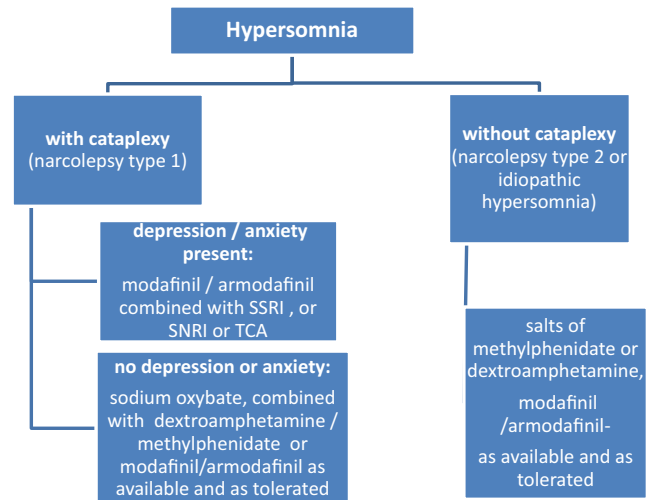 Hypersomnia
with cataplexy
(narcolepsy type 1)
without cataplexy
(narcolepsy type 2 or
idiopathic
hypersomnia)
depression / anxiety
present:
modafinil / armodafinil
combined with SSRI , or
SNRI or TCA
no depression or anxiety:
sodium oxybate, combined
with dextroamphetamine /
methylphenidate or
modafinil/armodafinil as
available and as tolerated
salts of
methylphenidate or
dextroamphetamine,
modafinil
/armodafinil-
as available and as
tolerated